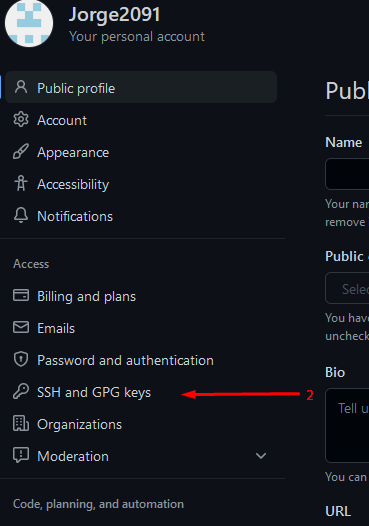 Jorge2091
Your personal account
Public profile
Account
Appearance
Accessibility
Notifications
Access
Billing and plans
Emails
Password and authentication
SSH and GPG keys
2
Organizations
Moderation
Code, planning, and automation
Publ
Name
Your nar
remove
Public
Selec
You have
uncheck
Bio
Tell u
You can
URL